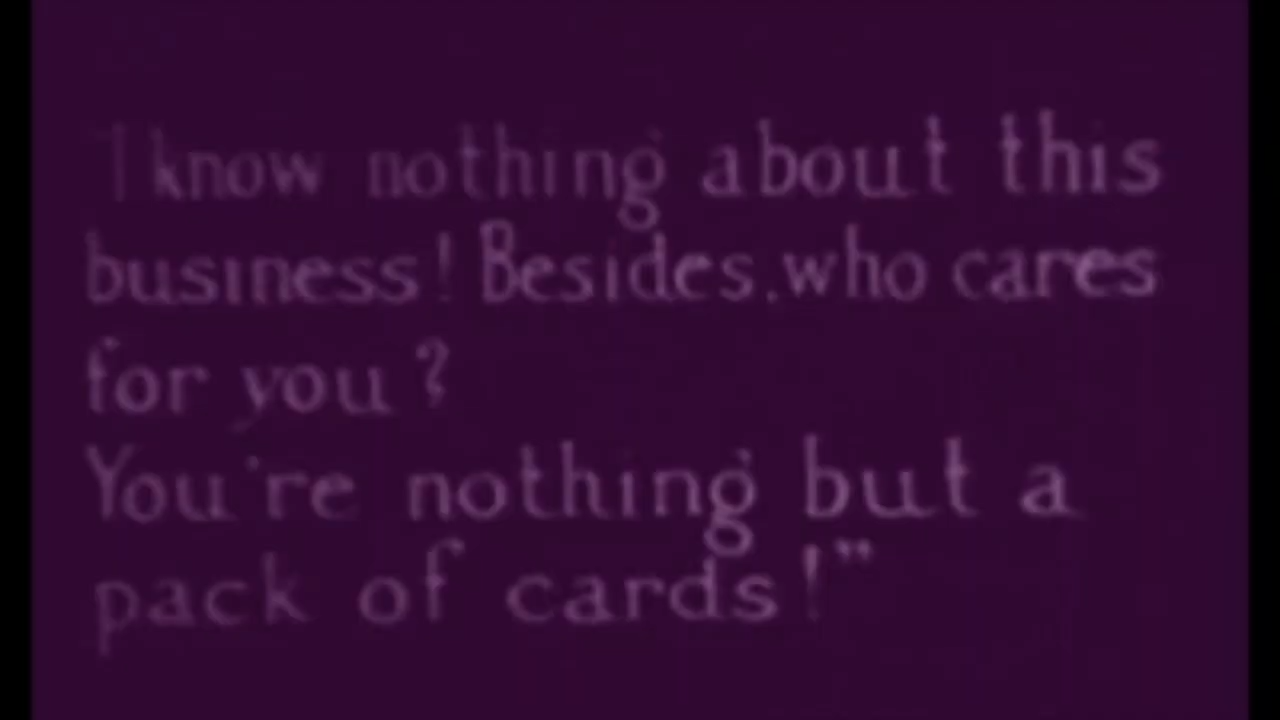 "I know nothing about this
business! Besides, who cares
for you?
You're nothing but a
pack of cards!"